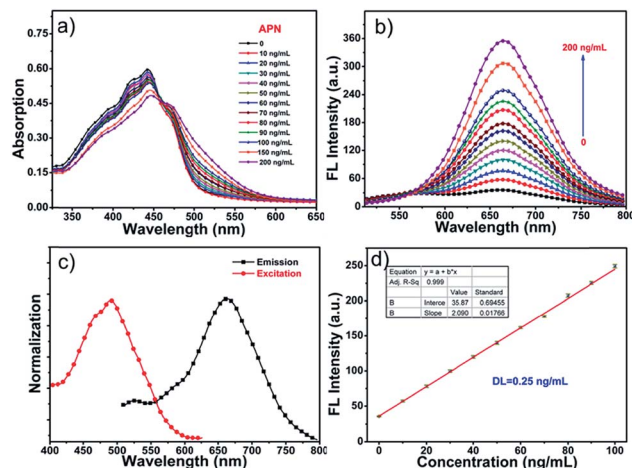 a)
APN
0
10 ng/mL
20 ng/mL
30 ng/mL
40 ng/mL
50 ng/mL
60 ng/mL
70 ng/mL
80 ng/mL
90 ng/mL
100 ng/mL
150 ng/mL
200 ng/mL
Absorption
0.60
0.45
0.30
0.15
0.00
350 400 450 500 550 600 650
Wavelength (nm)
b)
200 ng/mL
0
FL Intensity (a.u.)
360
300
240
180
120
60
0
550 600 650 700 750 800
Wavelength (nm)
c)
Emission
Excitation
Normalization
400 450 500 550 600 650 700 750 800
Wavelength (nm)
d)
Equation y = a + b*x
Adj. R-Sq 0.999
Value Standard
B Interce 35.87 0.69455
B Slope 2.090 0.01766
DL=0.25 ng/mL
FL Intensity (a.u.)
250
200
150
100
50
0
0 20 40 60 80 100
Concentration (ng/mL)